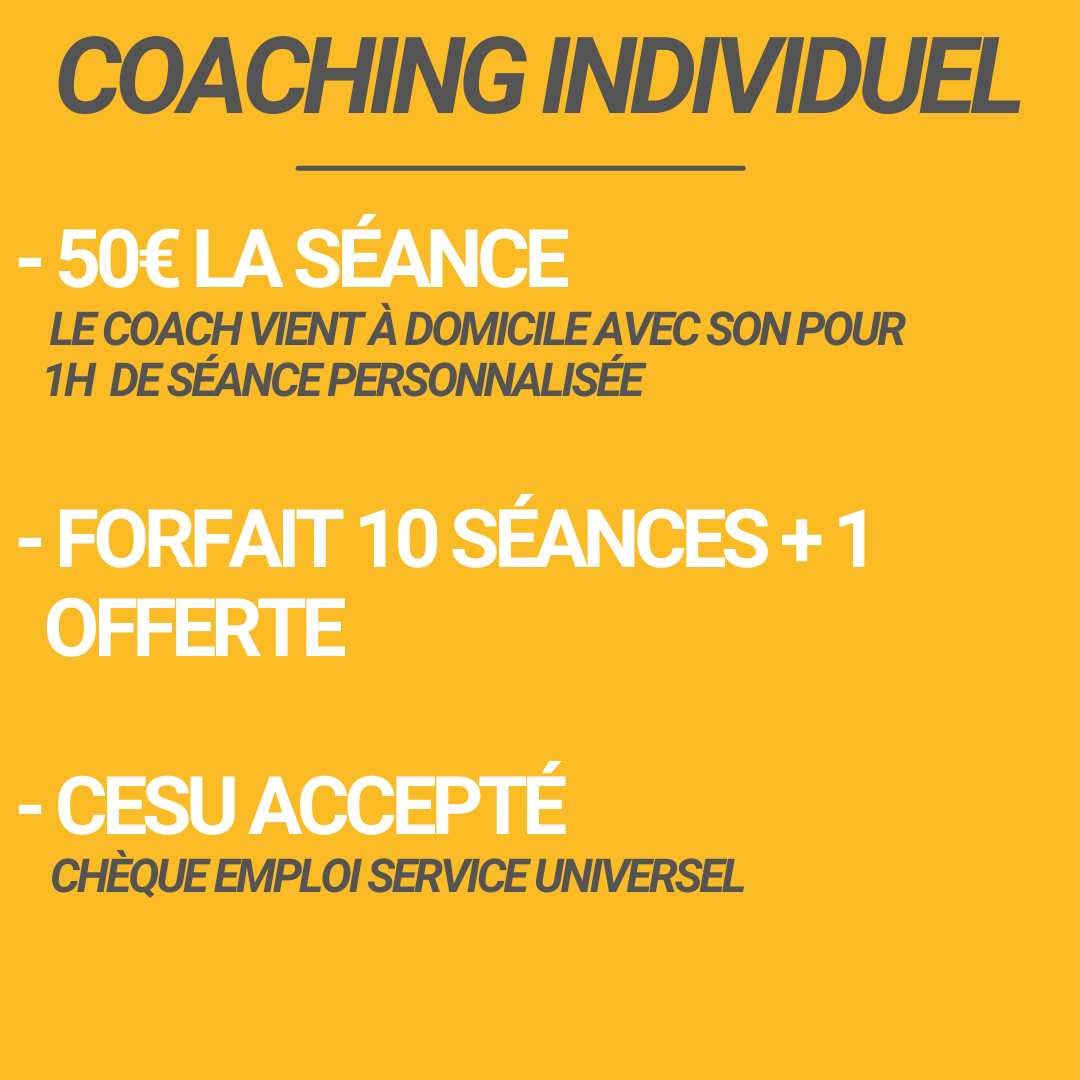 COACHING INDIVIDUEL
- 50€ LA SÉANCE
LE COACH VIENT À DOMICILE AVEC SON POUR
1H DE SÉANCE PERSONNALISÉE
- FORFAIT 10 SÉANCES + 1
OFFERTE
- CESU ACCEPTÉ
CHÈQUE EMPLOI SERVICE UNIVERSEL